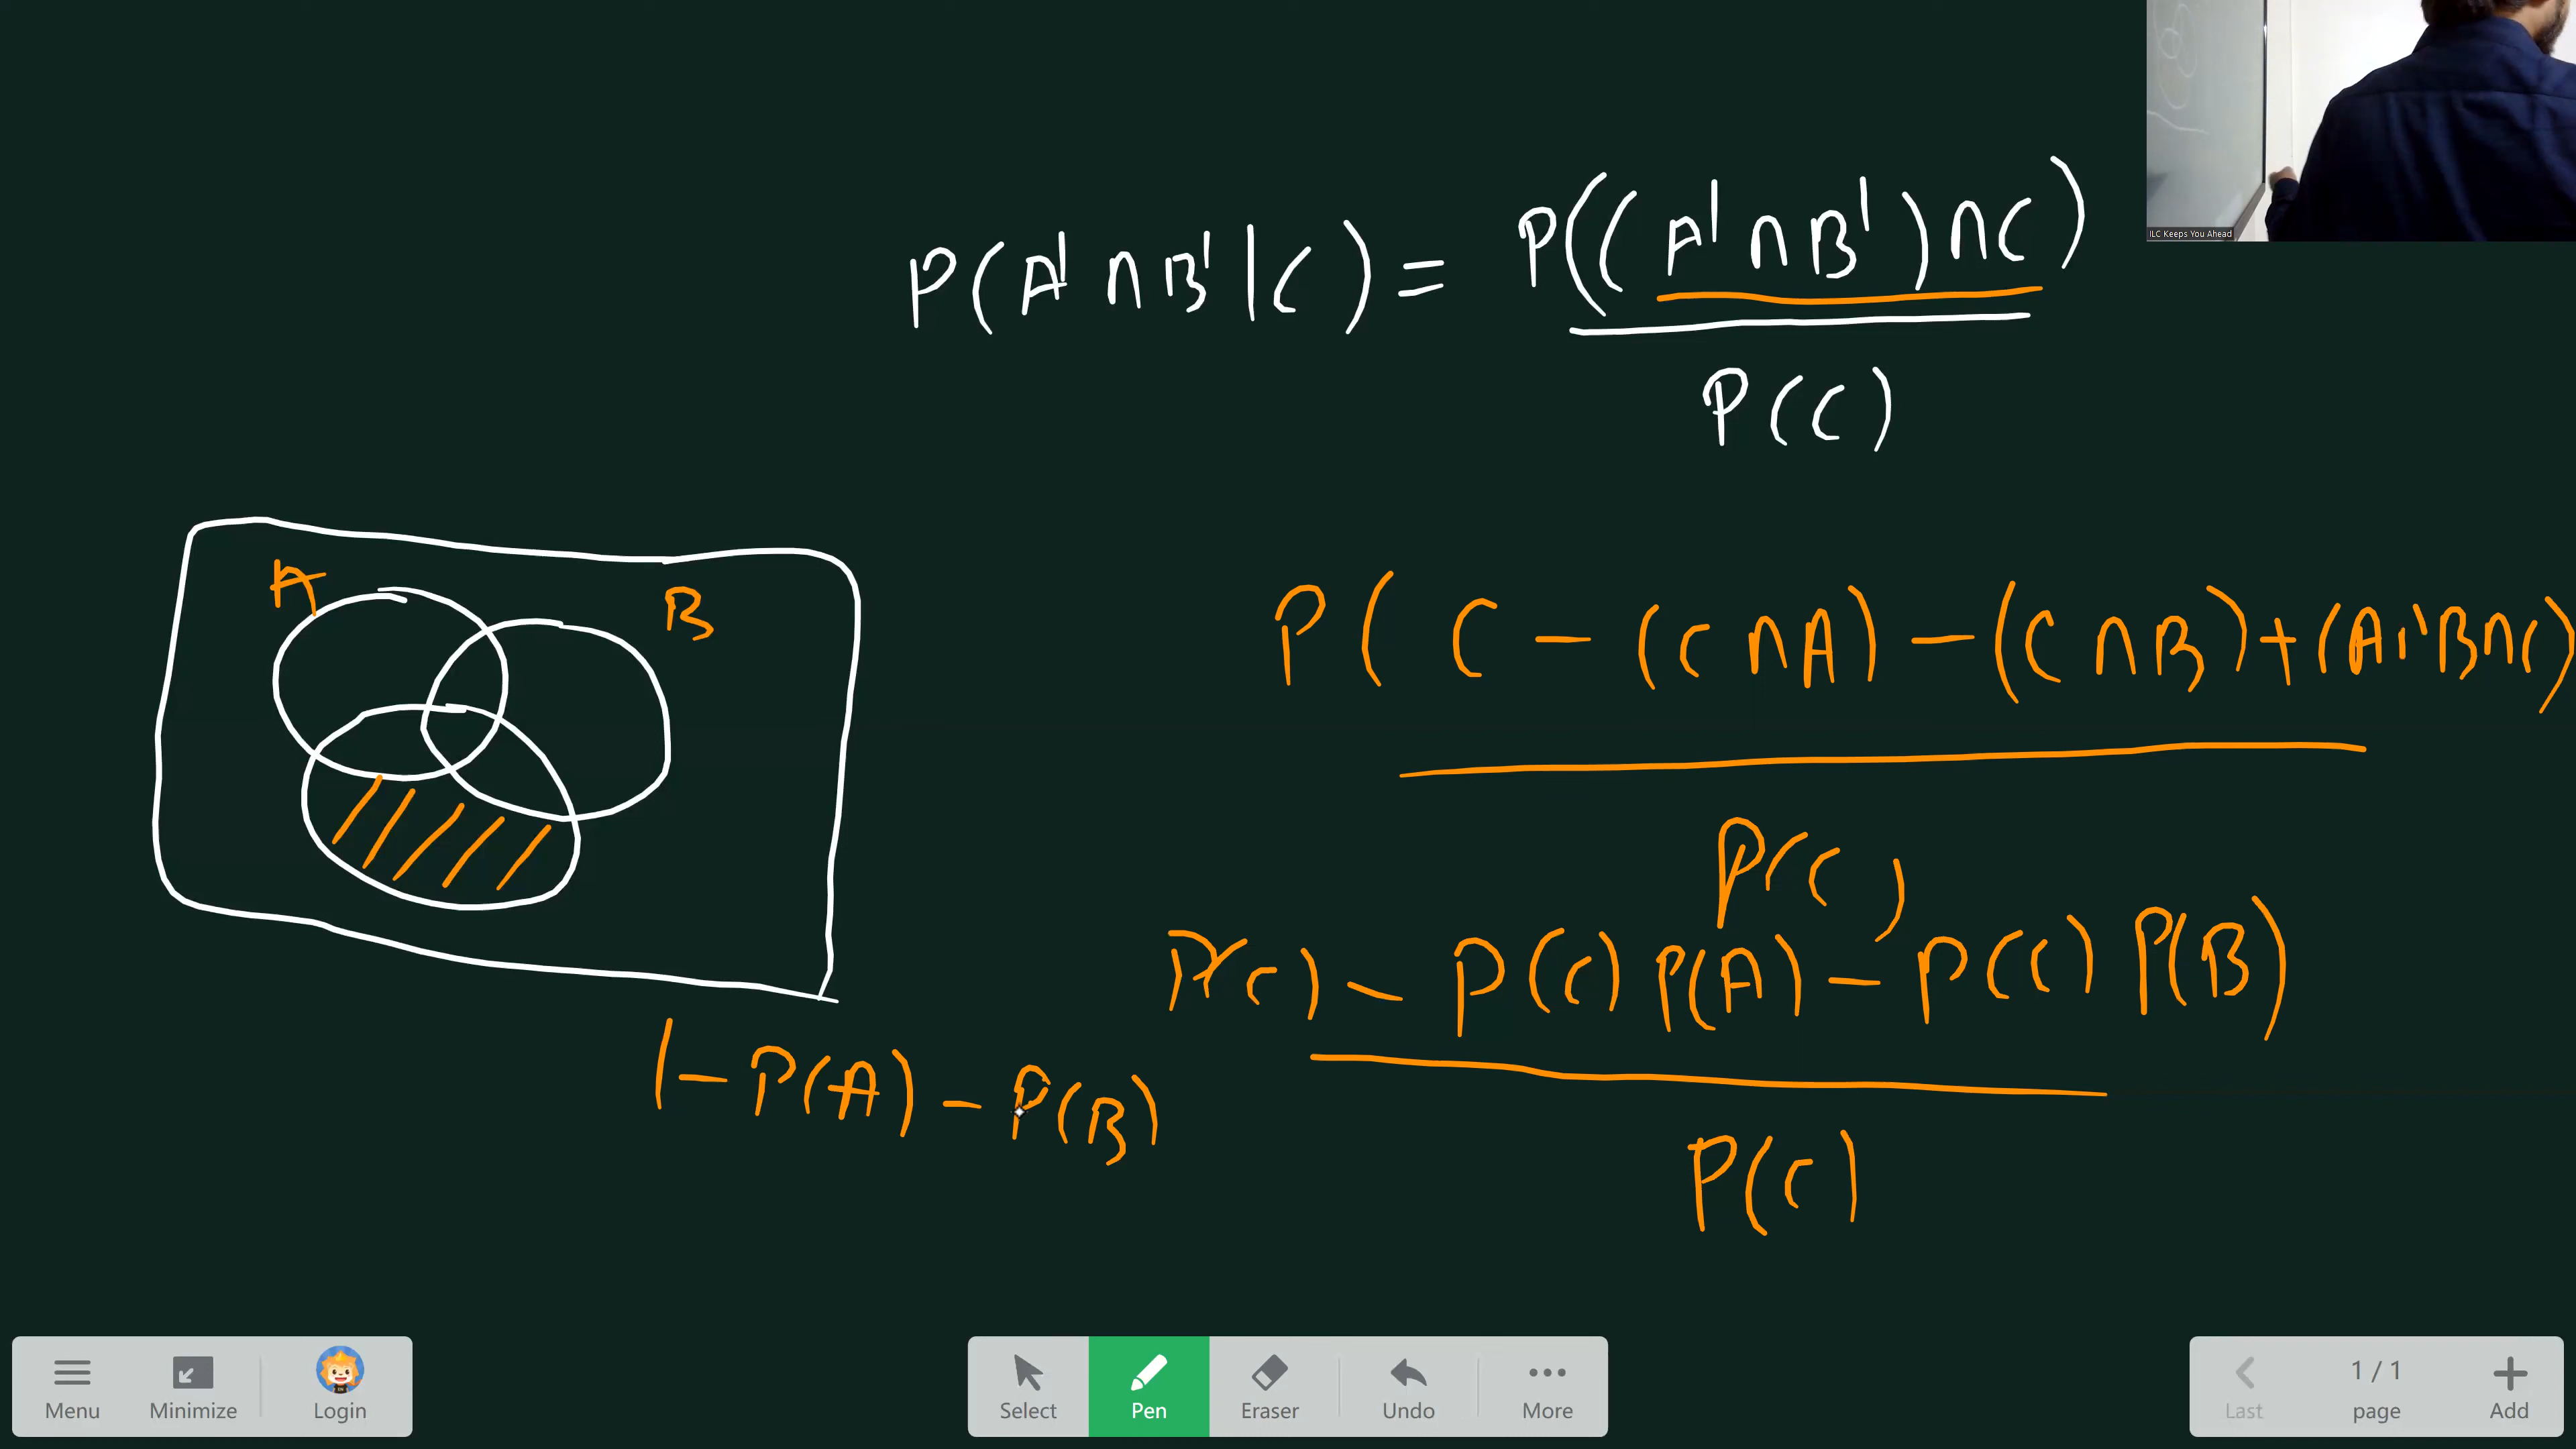 P(A' ∩ B' | C) = P((A' ∩ B') ∩ C)
P(C)
ILC Keeps You Ahead
A
B
P( C - (C ∩ A) - (C ∩ B) + (A ∩ B ∩ C)
P(C)
P(C) - P(C) P(A) - P(C) P(B)
P(C)
1 - P(A) - P(B)
Menu
Minimize
Login
Select
Pen
Eraser
Undo
More
Last
1 / 1
page
Add